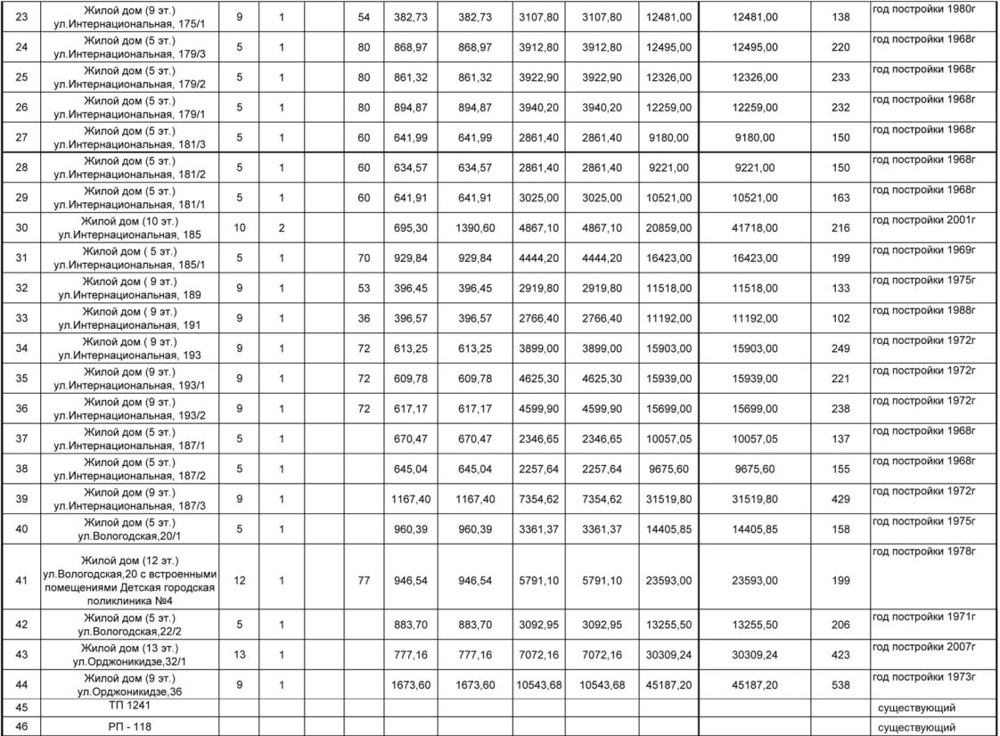 23 Жилой дом (9 эт.) 9 1 54 382,73 382,73 3107,80 3107,80 12481,00 12481,00 138 год постройки 1980г
ул.Интернациональная, 175/1
24 Жилой дом (5 эт.) 5 1 80 868,97 868,97 3912,80 3912,80 12495,00 12495,00 220 год постройки 1968г
ул.Интернациональная, 179/3
25 Жилой дом (5 эт.) 5 1 80 861,32 861,32 3922,90 3922,90 12326,00 12326,00 233 год постройки 1968г
ул.Интернациональная, 179/2
26 Жилой дом (5 эт.) 5 1 80 894,87 894,87 3940,20 3940,20 12259,00 12259,00 232 год постройки 1968г
ул.Интернациональная, 179/1
27 Жилой дом (5 эт.) 5 1 60 641,99 641,99 2861,40 2861,40 9180,00 9180,00 150 год постройки 1968г
ул.Интернациональная, 181/3
28 Жилой дом (5 эт.) 5 1 60 634,57 634,57 2861,40 2861,40 9221,00 9221,00 150 год постройки 1968г
ул.Интернациональная, 181/2
29 Жилой дом (5 эт.) 5 1 60 641,91 641,91 3025,00 3025,00 10521,00 10521,00 163 год постройки 1968г
ул.Интернациональная, 181/1
30 Жилой дом (10 эт.) 10 2 695,30 1390,60 4867,10 4867,10 20859,00 41718,00 216 год постройки 2001г
ул.Интернациональная, 185
31 Жилой дом ( 5 эт.) 5 1 70 929,84 929,84 4444,20 4444,20 16423,00 16423,00 199 год постройки 1969г
ул.Интернациональная, 185/1
32 Жилой дом ( 9 эт.) 9 1 53 396,45 396,45 2919,80 2919,80 11518,00 11518,00 133 год постройки 1975г
ул.Интернациональная, 189
33 Жилой дом ( 9 эт.) 9 1 36 396,57 396,57 2766,40 2766,40 11192,00 11192,00 102 год постройки 1988г
ул.Интернациональная, 191
34 Жилой дом ( 9 эт.) 9 1 72 613,25 613,25 3899,00 3899,00 15903,00 15903,00 249 год постройки 1972г
ул.Интернациональная, 193
35 Жилой дом (9 эт.) 9 1 72 609,78 609,78 4625,30 4625,30 15939,00 15939,00 221 год постройки 1972г
ул.Интернациональная, 193/1
36 Жилой дом (9 эт.) 9 1 72 617,17 617,17 4599,90 4599,90 15699,00 15699,00 238 год постройки 1972г
ул.Интернациональная, 193/2
37 Жилой дом (5 эт.) 5 1 670,47 670,47 2346,65 2346,65 10057,05 10057,05 137 год постройки 1968г
ул.Интернациональная, 187/1
38 Жилой дом (5 эт.) 5 1 645,04 645,04 2257,64 2257,64 9675,60 9675,60 155 год постройки 1968г
ул.Интернациональная, 187/2
39 Жилой дом (9 эт.) 9 1 1167,40 1167,40 7354,62 7354,62 31519,80 31519,80 429 год постройки 1972г
ул.Интернациональная, 187/3
40 Жилой дом (5 эт.) 5 1 960,39 960,39 3361,37 3361,37 14405,85 14405,85 158 год постройки 1975г
ул.Вологодская,20/1
41 Жилой дом (12 эт.) 12 1 77 946,54 946,54 5791,10 5791,10 23593,00 23593,00 199 год постройки 1978г
ул.Вологодская,20 с встроенными
помещениями Детская городская
поликлиника №4
42 Жилой дом (5 эт.) 5 1 883,70 883,70 3092,95 3092,95 13255,50 13255,50 206 год постройки 1971г
ул.Вологодская,22/2
43 Жилой дом (13 эт.) 13 1 777,16 777,16 7072,16 7072,16 30309,24 30309,24 423 год постройки 2007г
ул.Орджоникидзе,32/1
44 Жилой дом (9 эт.) 9 1 1673,60 1673,60 10543,68 10543,68 45187,20 45187,20 538 год постройки 1973г
ул.Орджоникидзе,36
45 ТП 1241 существующий
46 РП - 118 существующий